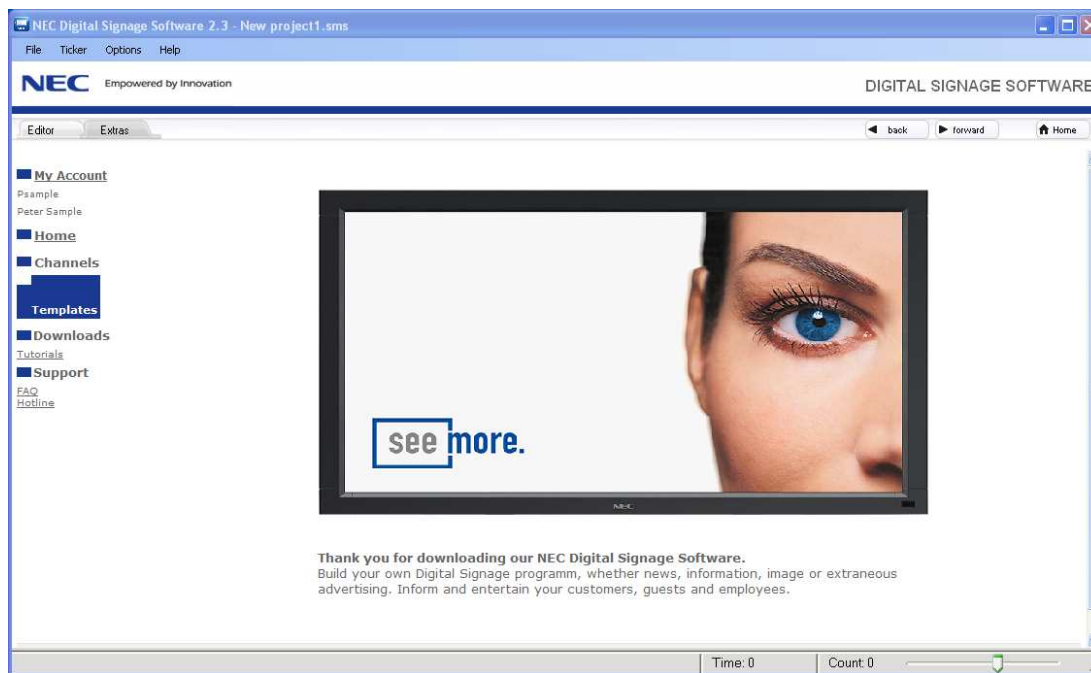 NEC Digital Signage Software 2.3 - New project1.sms
File Ticker Options Help
NEC Empowered by Innovation
DIGITAL SIGNAGE SOFTWARE
Editor Extras
back forward Home
My Account
Psample
Peter Sample
Home
Channels
Templates
Downloads
Tutorials
Support
FAQ
Hotline
see more.
NEC
Thank you for downloading our NEC Digital Signage Software.
Build your own Digital Signage programm, whether news, information, image or extraneous
advertising. Inform and entertain your customers, guests and employees.
Time: 0 Count: 0